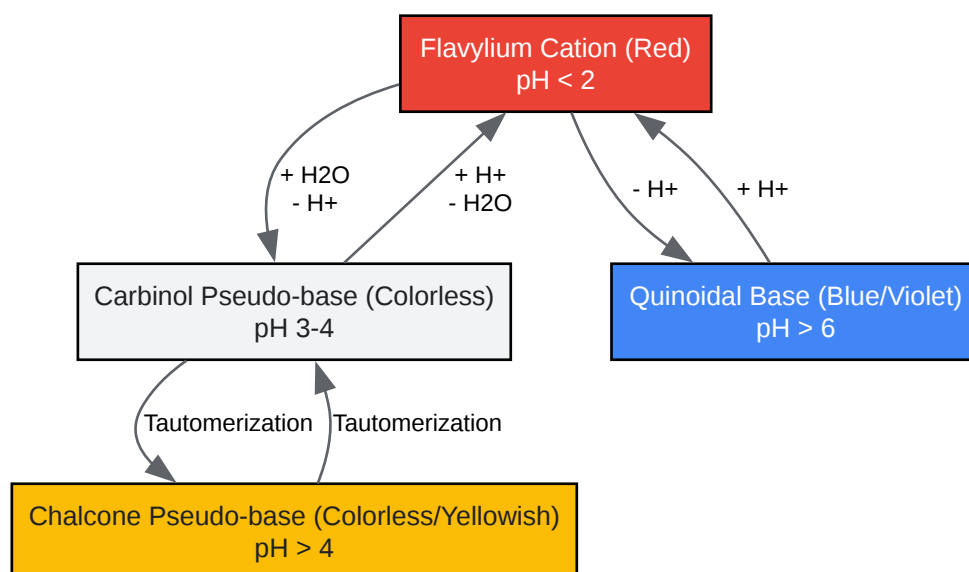 Flavylium Cation (Red)
pH < 2
+ H2O
- H+
+ H+
- H2O
- H+
+ H+
Carbinol Pseudo-base (Colorless)
pH 3-4
Quinoidal Base (Blue/Violet)
pH > 6
Tautomerization
Tautomerization
Chalcone Pseudo-base (Colorless/Yellowish)
pH > 4